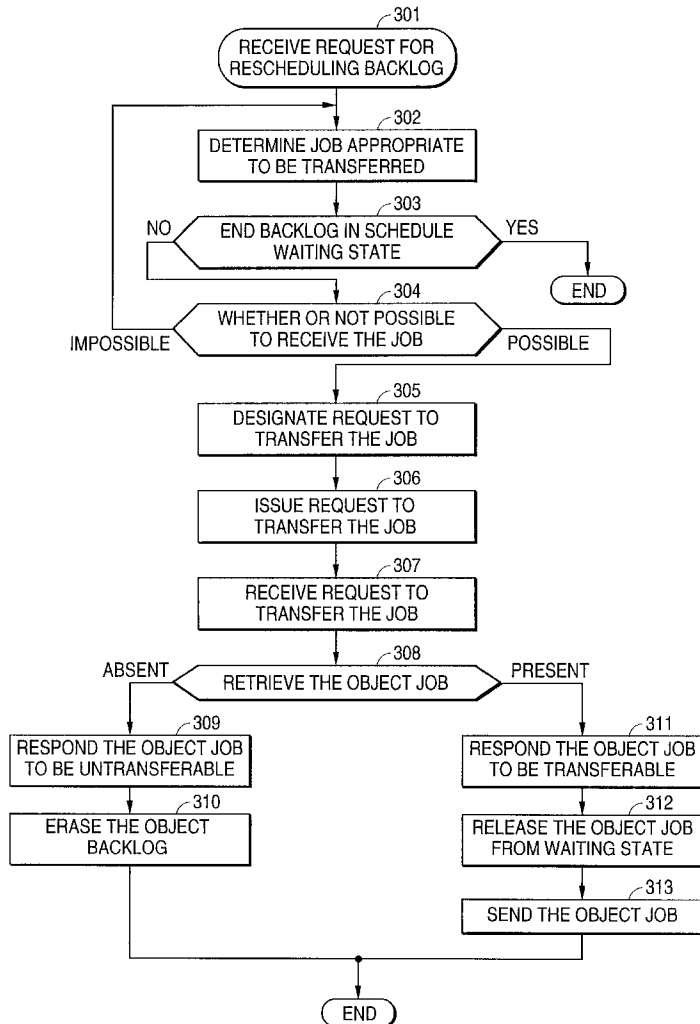 301
RECEIVE REQUEST FOR
RESCHEDULING BACKLOG
302
DETERMINE JOB APPROPRIATE
TO BE TRANSFERRED
303
NO
END BACKLOG IN SCHEDULE
WAITING STATE
YES
END
304
WHETHER OR NOT POSSIBLE
TO RECEIVE THE JOB
IMPOSSIBLE
POSSIBLE
305
DESIGNATE REQUEST TO
TRANSFER THE JOB
306
ISSUE REQUEST TO
TRANSFER THE JOB
307
RECEIVE REQUEST TO
TRANSFER THE JOB
308
ABSENT
RETRIEVE THE OBJECT JOB
PRESENT
309
RESPOND THE OBJECT JOB
TO BE UNTRANSFERABLE
310
ERASE THE OBJECT
BACKLOG
311
RESPOND THE OBJECT JOB
TO BE TRANSFERABLE
312
RELEASE THE OBJECT JOB
FROM WAITING STATE
313
SEND THE OBJECT JOB
END